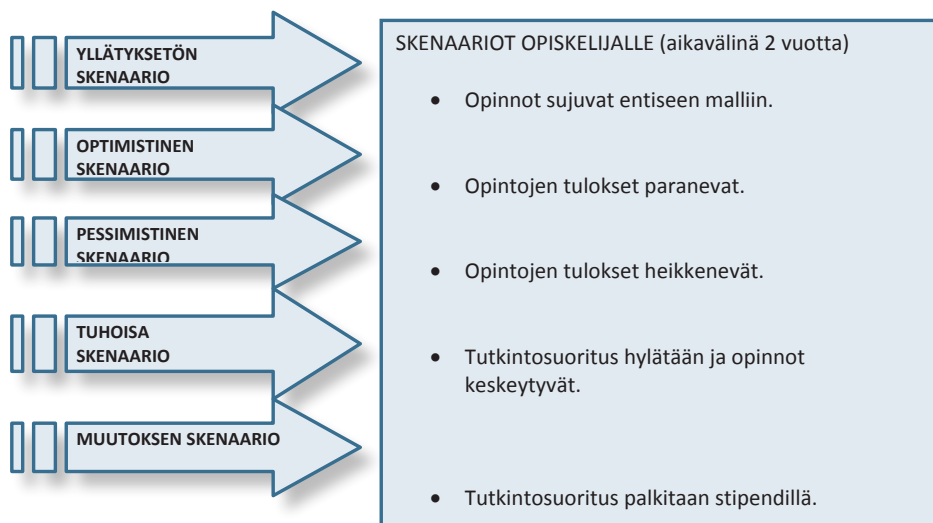 YLLÄTYKSETÖN
SKENAARIO
OPTIMISTINEN
SKENAARIO
PESSIMISTINEN
SKENAARIO
TUHOISA
SKENAARIO
MUUTOKSEN SKENAARIO
SKENAARIOT OPISKELIJALLE (aikavälinä 2 vuotta)
• Opinnot sujuvat entiseen malliin.
• Opintojen tulokset paranevat.
• Opintojen tulokset heikkenevät.
• Tutkintosuoritus hylätään ja opinnot
keskeytyvät.
• Tutkintosuoritus palkitaan stipendillä.